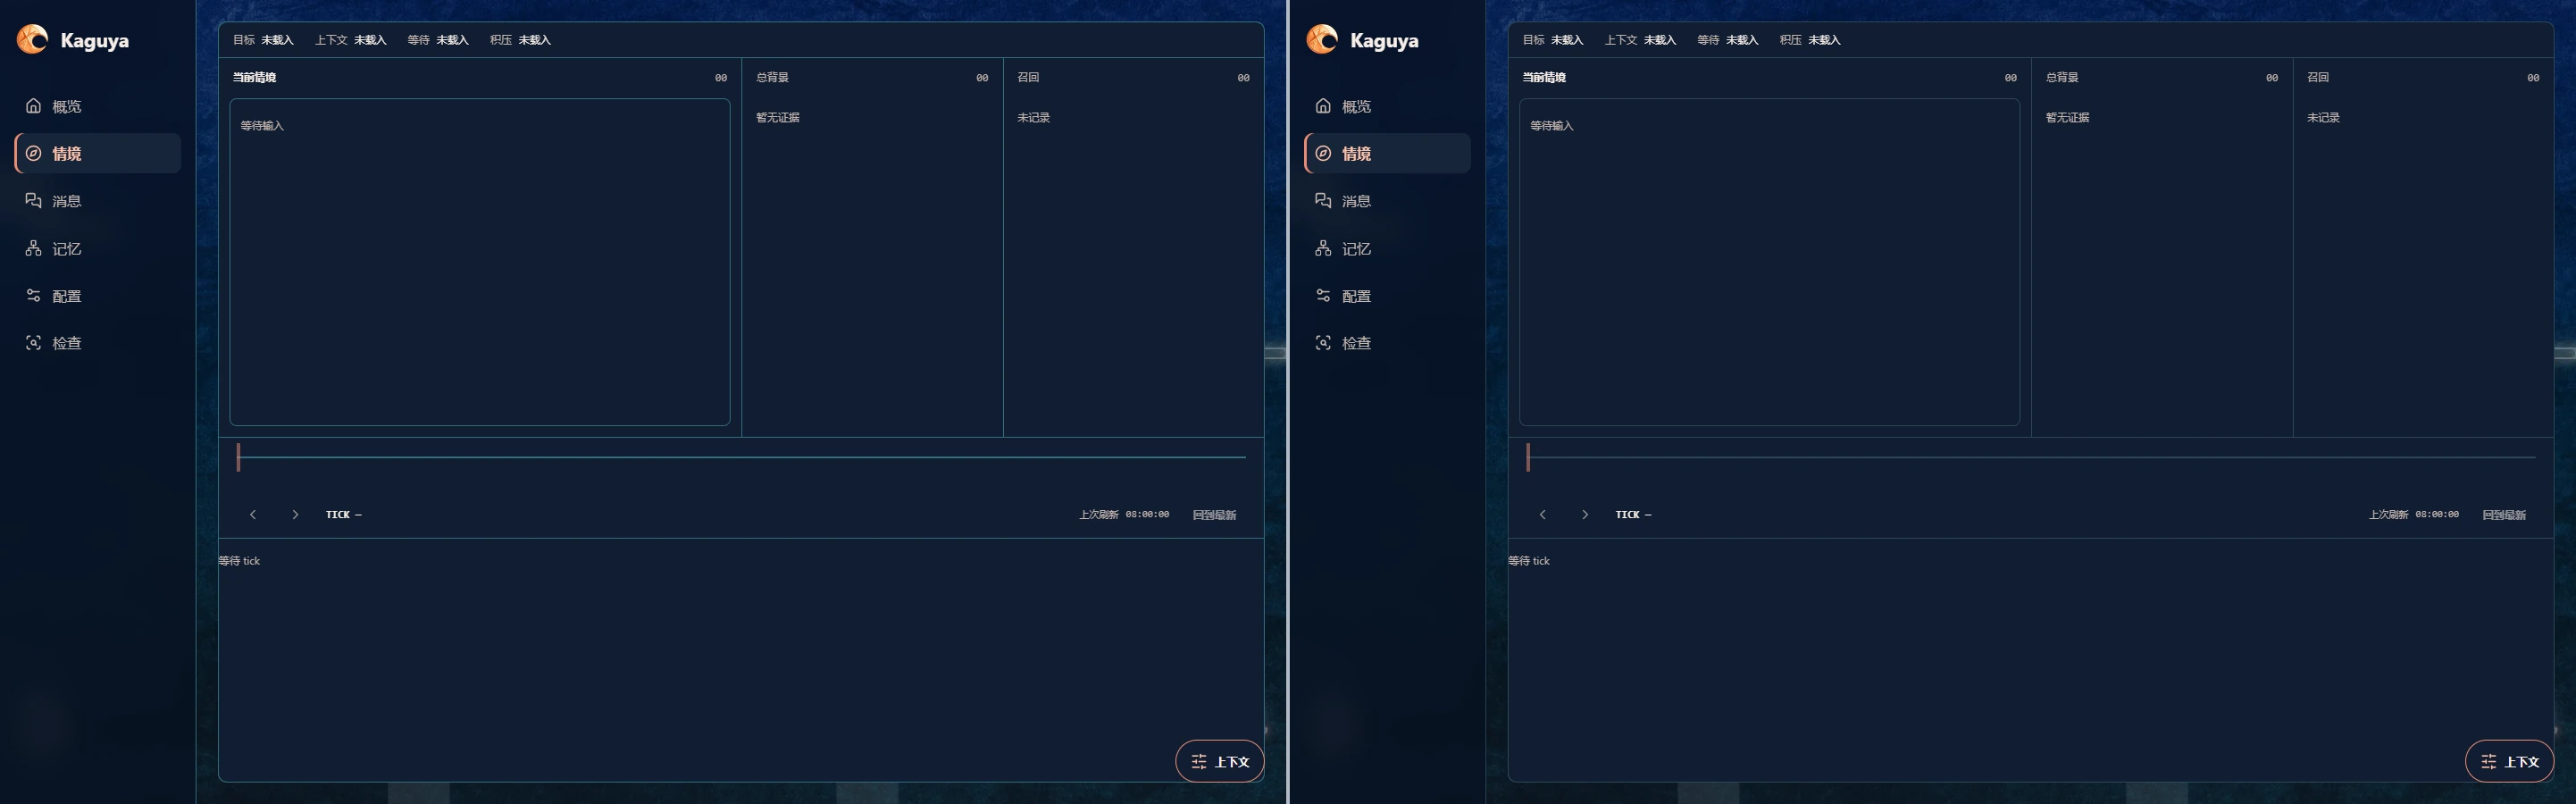 Kaguya
概览
情境
消息
记忆
配置
检查
目标 未载入 上下文 未载入 等待 未载入 积压 未载入
当前情境 00 总背景 00 召回 00
等待输入 暂无证据 未记录
TICK — 上次刷新 08:00:00 回到最新
等待 tick
上下文
Kaguya
概览
情境
消息
记忆
配置
检查
目标 未载入 上下文 未载入 等待 未载入 积压 未载入
当前情境 00 总背景 00 召回 00
等待输入 暂无证据 未记录
TICK — 上次刷新 08:00:00 回到最新
等待 tick
上下文